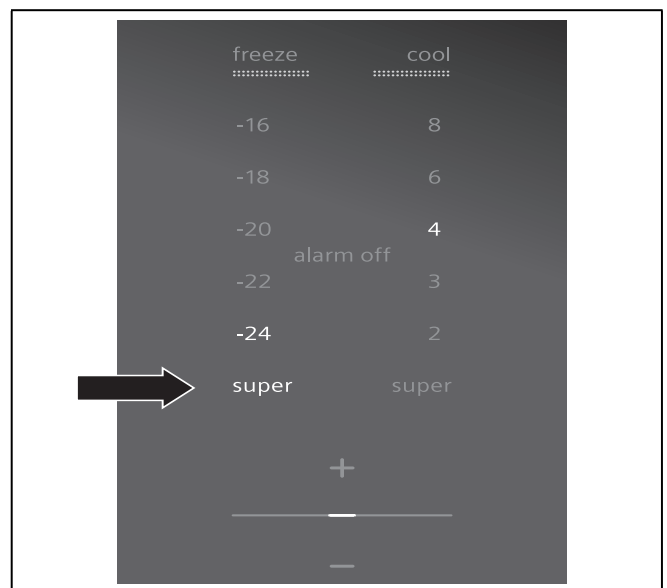 freeze cool
-16 8
-18 6
-20 4
alarm off
-22 3
-24 2
super super
+
−